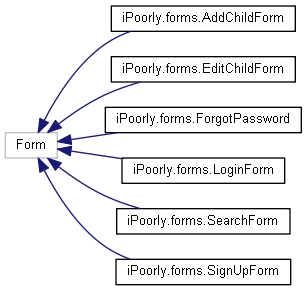 iPoorly.forms.AddChildForm
iPoorly.forms.EditChildForm
iPoorly.forms.ForgotPassword
Form
iPoorly.forms.LoginForm
iPoorly.forms.SearchForm
iPoorly.forms.SignUpForm